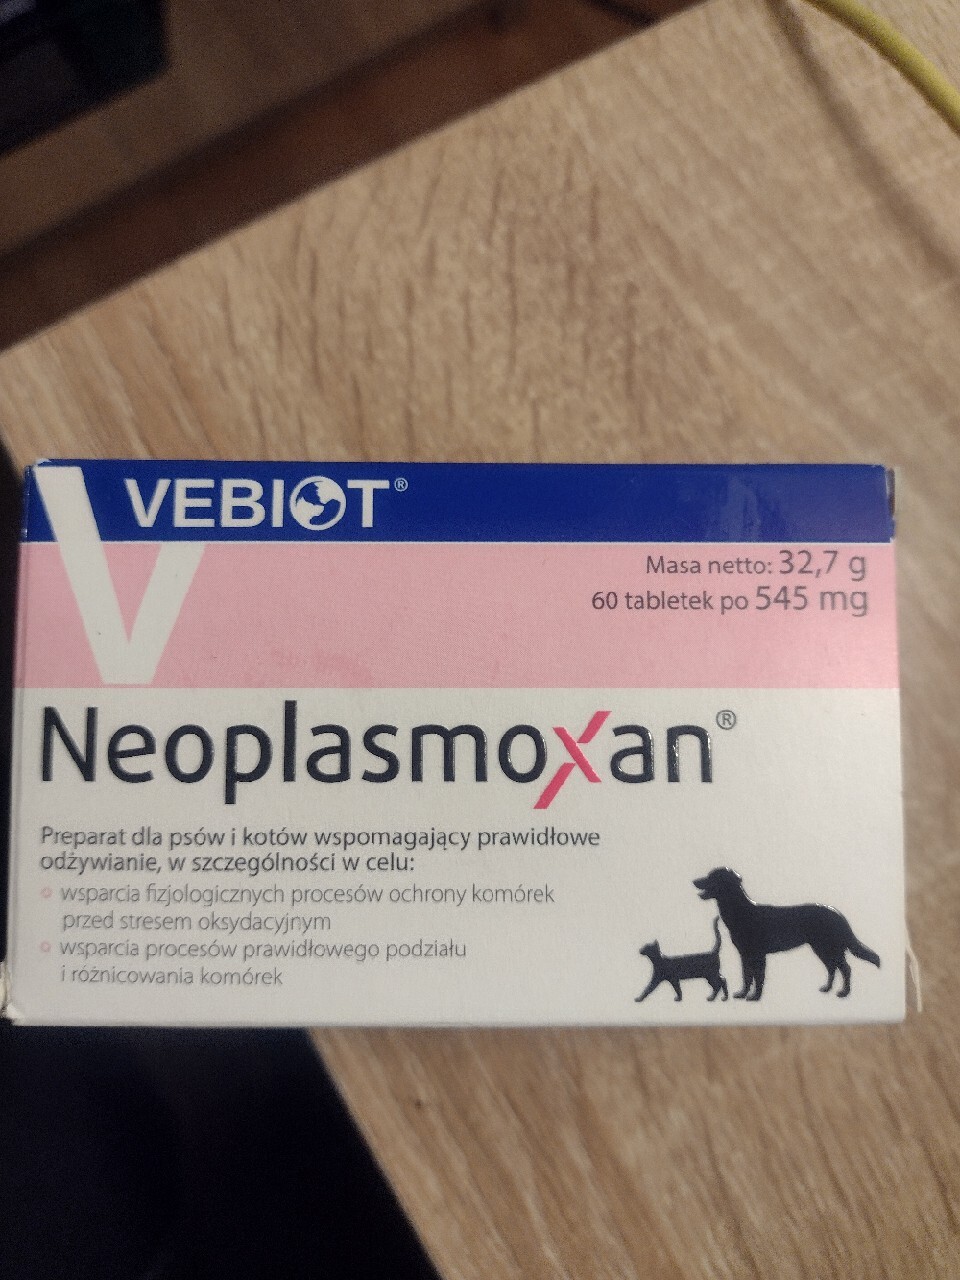 VEBIOT®
Masa netto: 32,7 g
60 tabletek po 545 mg
Neoplasmoxan®
Preparat dla psów i kotów wspomagający prawidłowe
odżywianie, w szczególności w celu:
wsparcia fizjologicznych procesów ochrony komórek
przed stresem oksydacyjnym
wsparcia procesów prawidłowego podziału
i różnicowania komórek